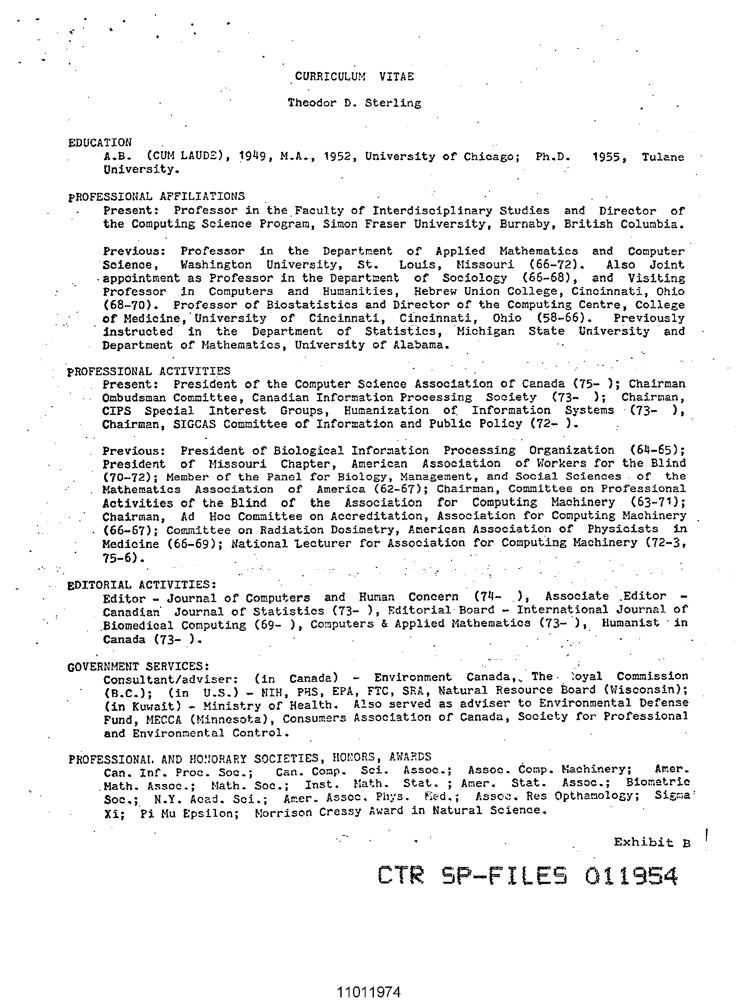 CURRICULUM VITAE
Theodor D. Sterling
EDUCATION
A.B. (CUM LAUDE), 1949, M.A., 1952, University of Chicago; Ph.D. 1955, Tulane
University.
PROFESSIONAL AFFILIATIONS
Present: Professor in the Faculty of Interdisciplinary Studies and Director of
the Computing Science Program, Simon Fraser University, Burnaby, British Columbia.
Previous: Professor in the Department of Applied Mathematics and Computer
Science, Washington University, St. Louis, Missouri (66-72). Also Joint
appointment as Professor in the Department of Sociology (66-68), and Visiting
Professor in Computers and Humanities, Hebrew Union College, Cincinnati, Ohio
(68-70). Professor of Biostatistics and Director of the Computing Centre, College
of Medicine, University of Cincinnati, Cincinnati, Ohio (58-66). Previously
instructed in the Department of Statistics, Michigan State University and
Department of Mathematics, University of Alabama.
PROFESSIONAL ACTIVITIES
Present: President of the Computer Science Association of Canada (75- ); Chairman
Ombudsman Committee, Canadian Information Processing Society (73- ); Chairman,
CIPS Special Interest Groups, Humanization of Information Systems (73- ),
Chairman, SIGCAS Committee of Information and Public Policy (72- ).
Previous: President of Biological Information Processing Organization (64-65);
President of Missouri Chapter, American Association of Workers for the Blind
(70-72); Member of the Panel for Biology, Management, and Social Sciences of the
Mathematics Association of America (62-67); Chairman, Committee on Professional
Activities of the Blind of the Association for Computing Machinery (63-71);
Chairman, Ad Hoc Committee on Accreditation, Association for Computing Machinery
(66-67); Committee on Radiation Dosimetry, American Association of Physicists in
Medicine (66-69); National Lecturer for Association for Computing Machinery (72-3,
75-6).
EDITORIAL ACTIVITIES:
Editor - Journal of Computers and Human Concern (74- ), Associate Editor -
Canadian Journal of Statistics (73- ), Editorial Board - International Journal of
Biomedical Computing (69- ), Computers & Applied Mathematics (73- ), Humanist in
Canada (73- ).
GOVERNMENT SERVICES:
Consultant/adviser: (in Canada) - Environment Canada, The oyal Commission
(B.C.); (in U.S.) - NIH, PHS, EPA, FTC, SRA, Natural Resource Board (Wisconsin);
(in Kuwait) - Ministry of Health. Also served as adviser to Environmental Defense
Fund, MECCA (Minnesota), Consumers Association of Canada, Society for Professional
and Environmental Control.
PROFESSIONAL AND HONORARY SOCIETIES, HONORS, AWARDS
Can. Inf. Proc. Soc.; Can. Comp. Sci. Assoc.; Assoc. Comp. Machinery; Amer.
Math. Assoc.; Math. Soc.; Inst. Math. Stat. ; Amer. Stat. Assoc.; Biometric
Soc.; N.Y. Acad. Sci.; Amer. Assoc. Phys. Med.; Assoc. Res Opthamology; Sigma
Xi; Pi Mu Epsilon; Morrison Cressy Award in Natural Science.
Exhibit B
CTR SP-FILES 011954
11011974